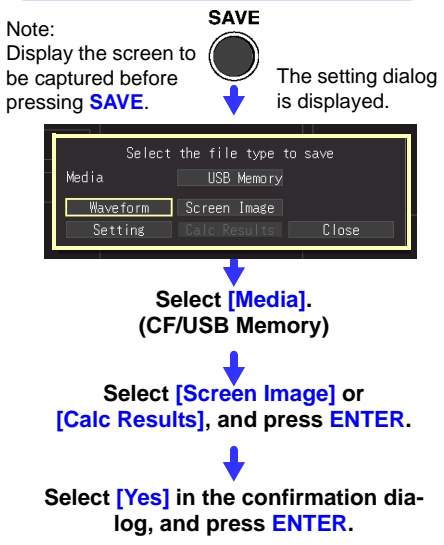 SAVE
Note:
Display the screen to
be captured before
pressing SAVE.
The setting dialog
is displayed.
Select the file type to save
Media USB Memory
Waveform Screen Image
Setting Calc Results Close
Select [Media].
(CF/USB Memory)
Select [Screen Image] or
[Calc Results], and press ENTER.
Select [Yes] in the confirmation dia-
log, and press ENTER.